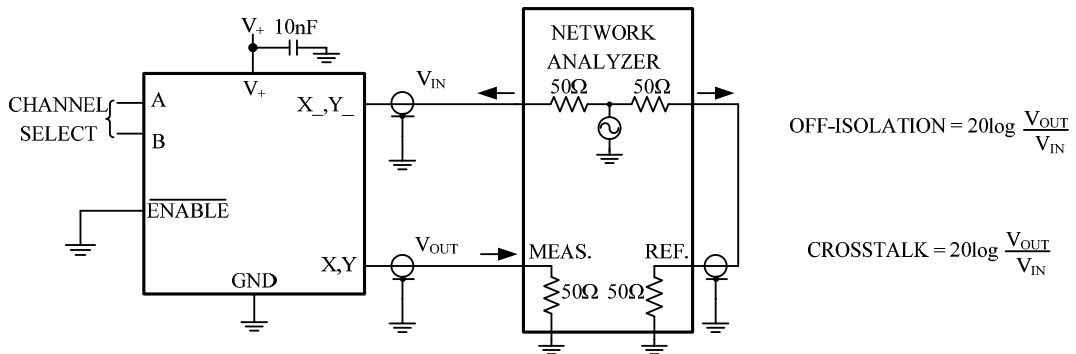 V+ 10nF
V+
CHANNEL
SELECT
A
B
X_,Y_
ENABLE
X,Y
GND
VIN
VOUT
NETWORK
ANALYZER
50Ω 50Ω
MEAS. REF.
50Ω 50Ω
OFF-ISOLATION = 20log VOUT/VIN
CROSSTALK = 20log VOUT/VIN